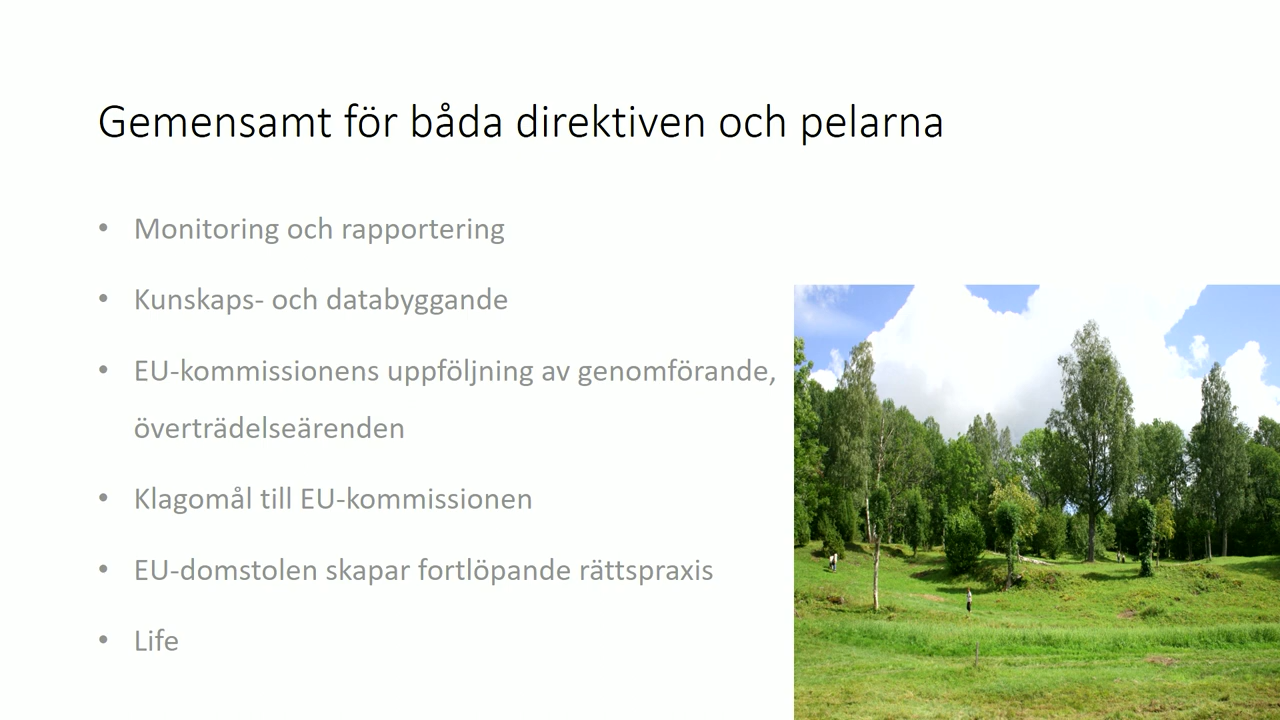 Gemensamt för båda direktiven och pelarna
• Monitoring och rapportering
• Kunskaps- och databyggande
• EU-kommissionens uppföljning av genomförande,
överträdelseärenden
• Klagomål till EU-kommissionen
• EU-domstolen skapar fortlöpande rättspraxis
• Life